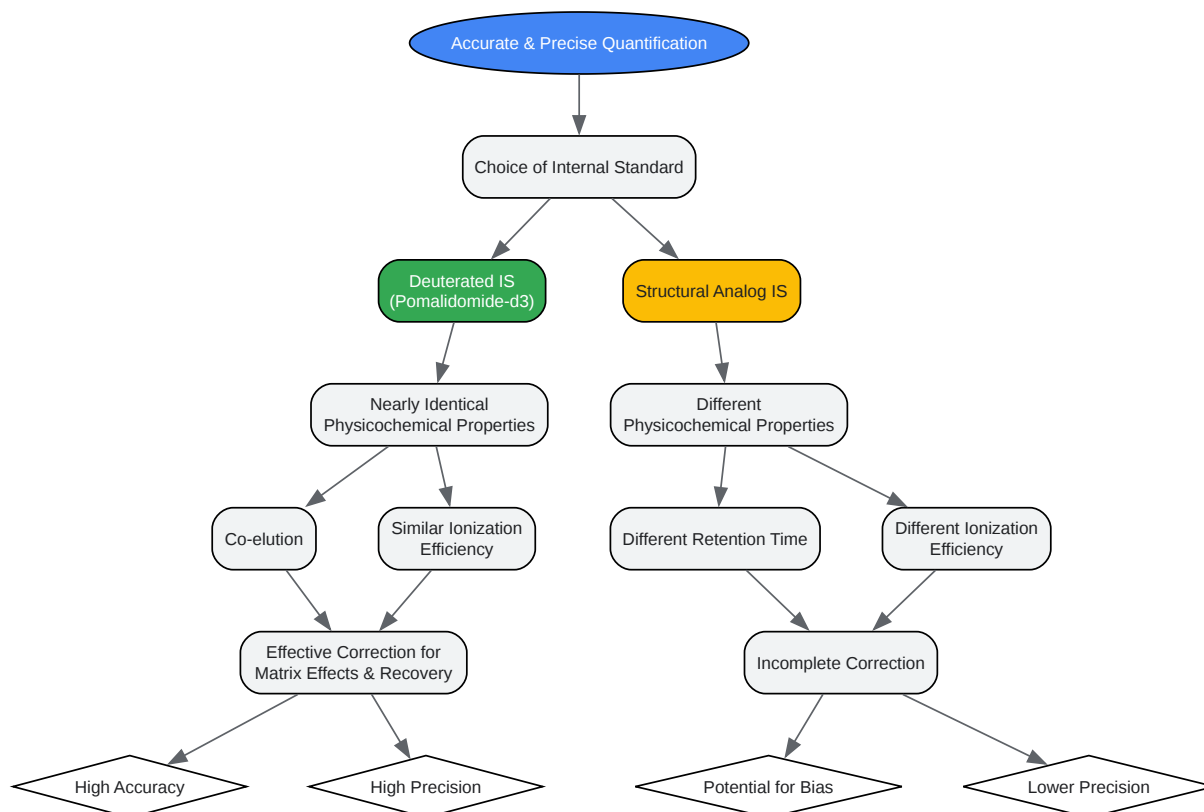 Accurate & Precise Quantification
Choice of Internal Standard
Deuterated IS
(Pomalidomide-d3)
Structural Analog IS
Nearly Identical
Physicochemical Properties
Different
Physicochemical Properties
Co-elution
Similar Ionization
Efficiency
Different Retention Time
Different Ionization
Efficiency
Effective Correction for
Matrix Effects & Recovery
Incomplete Correction
High Accuracy
High Precision
Potential for Bias
Lower Precision